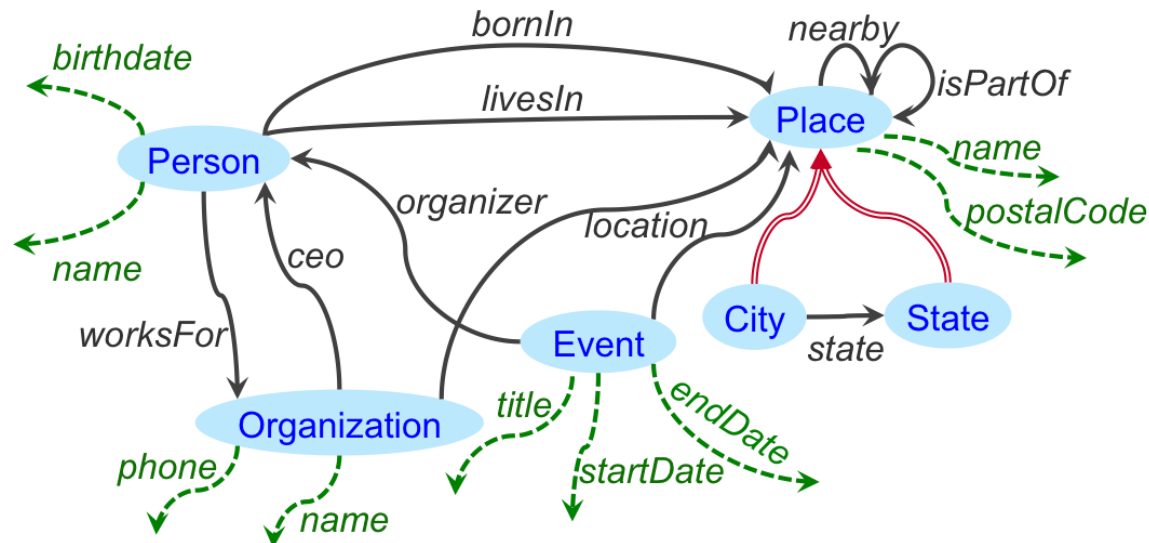 bornIn
nearby
birthdate
livesIn
isPartOf
Place
Person
name
organizer
postalCode
location
ceo
name
City
State
worksFor
Event
state
title
endDate
Organization
phone
startDate
name